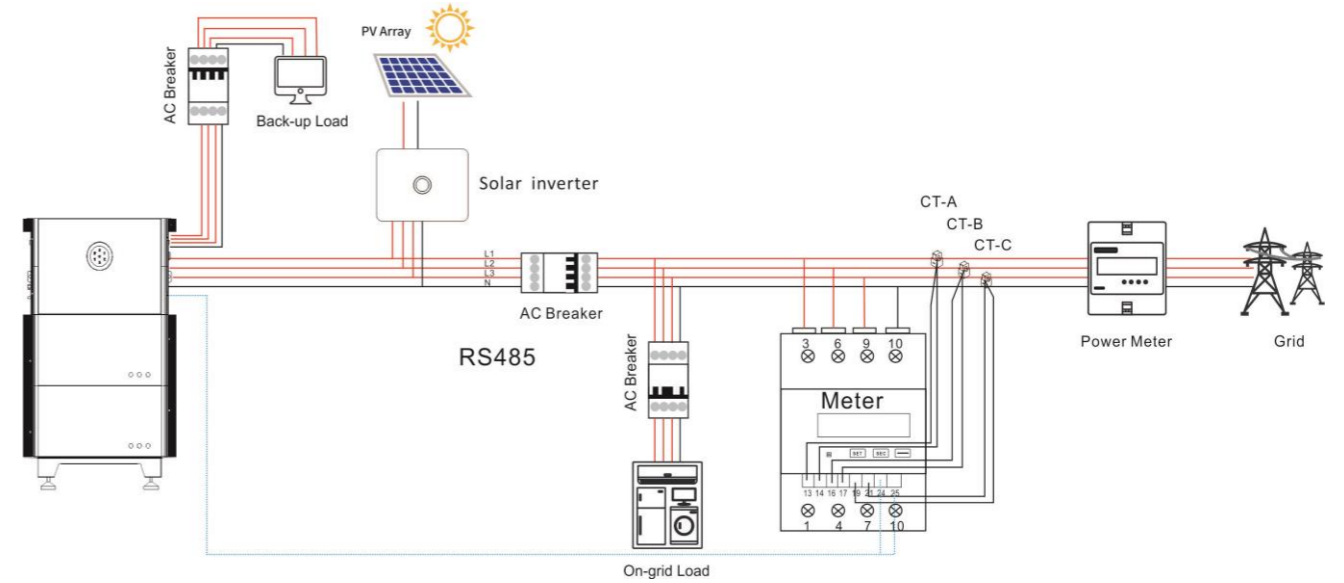 PV Array
AC Breaker
Back-up Load
Solar inverter
CT-A
CT-B
CT-C
L1
L2
L3
N
AC Breaker
Power Meter
Grid
RS485
AC Breaker
3 6 9 10
Meter
SET SEC
13 14 16 17 19 21 24 25
1 4 7 10
On-grid Load